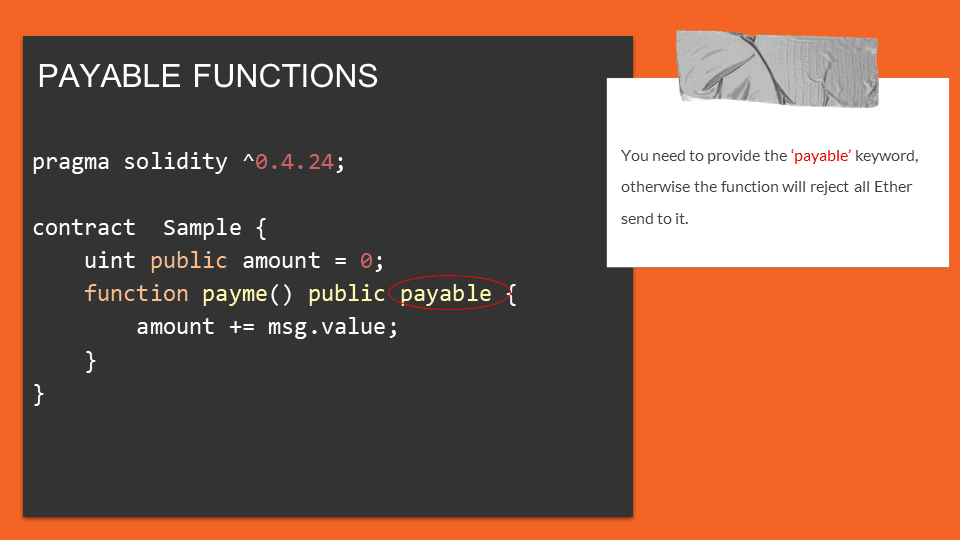 PAYABLE FUNCTIONS
pragma solidity ^0.4.24;
contract  Sample {
    uint public amount = 0;
    function payme() public payable {
        amount += msg.value;
    }
}
You need to provide the ‘payable’ keyword,
otherwise the function will reject all Ether
send to it.